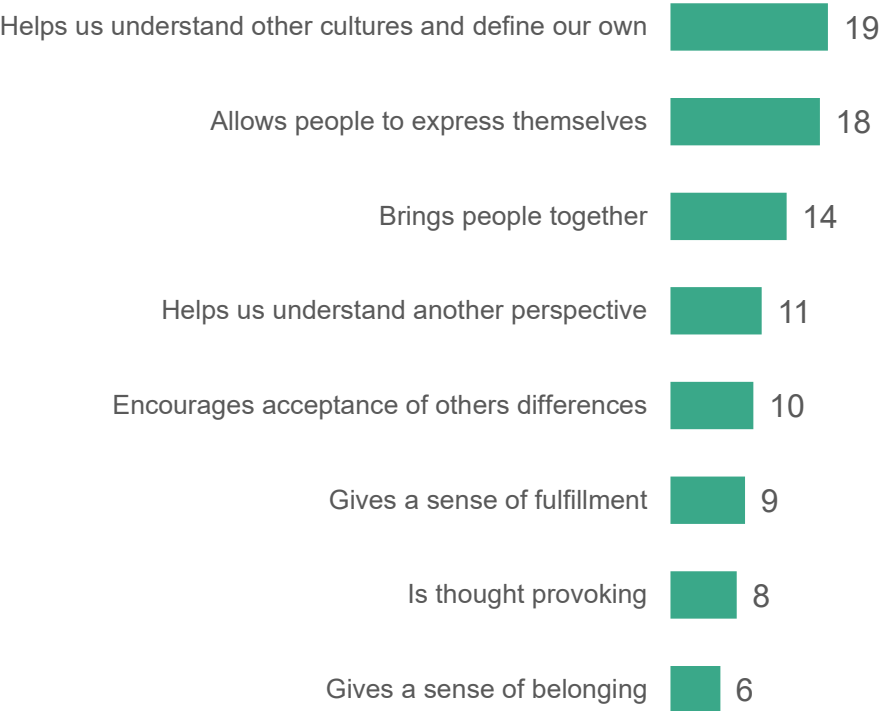 Helps us understand other cultures and define our own 19
Allows people to express themselves 18
Brings people together 14
Helps us understand another perspective 11
Encourages acceptance of others differences 10
Gives a sense of fulfillment 9
Is thought provoking 8
Gives a sense of belonging 6